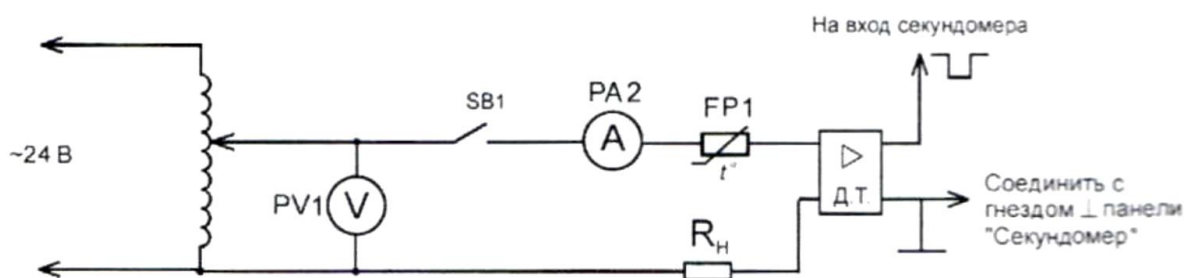 На вход секундомера
PA2
FP1
SB1
A
t°
~24 В
▷
Д.Т.
PV1
V
Rн
Соединить с
гнездом ⊥ панели
"Секундомер"